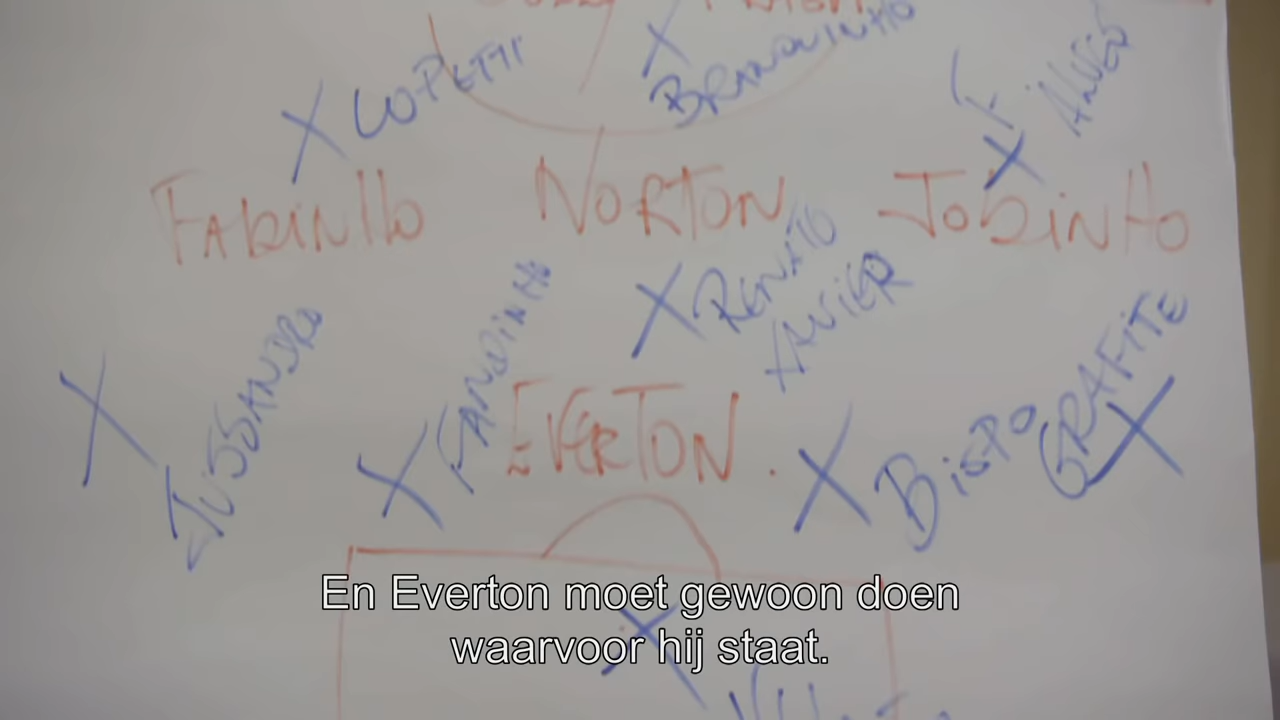 X
BRANQUINHO
X LOPETTI
X
FABINHO NORTON JOBINHO
X RENATO
XAVIER
GRAFITE
X
X
FANDINHO
JUSSANDRO
EVERTON.
X BISPO
X
En Everton moet gewoon doen
waarvoor hij staat.
X